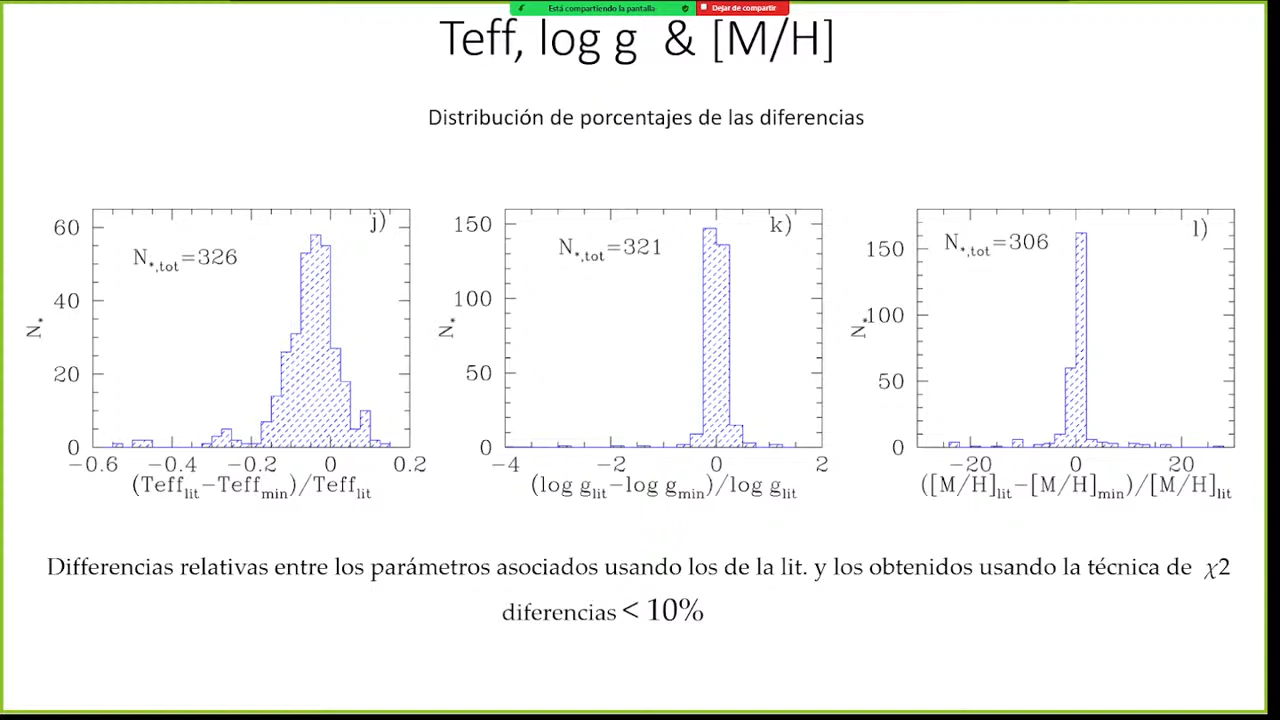 Está compartiendo la pantalla
Dejar de compartir
Teff, log g & [M/H]
Distribución de porcentajes de las diferencias
j)
N*,tot=326
60
40
20
0
N*
−0.6 −0.4 −0.2 0 0.2
(Tefflit−Teffmin)/Tefflit
k)
N*,tot=321
150
100
50
0
N*
−4 −2 0 2
(log glit−log gmin)/log glit
l)
N*,tot=306
150
100
50
0
N*
−20 0 20
([M/H]lit−[M/H]min)/[M/H]lit
Differencias relativas entre los parámetros asociados usando los de la lit. y los obtenidos usando la técnica de χ2
diferencias < 10%